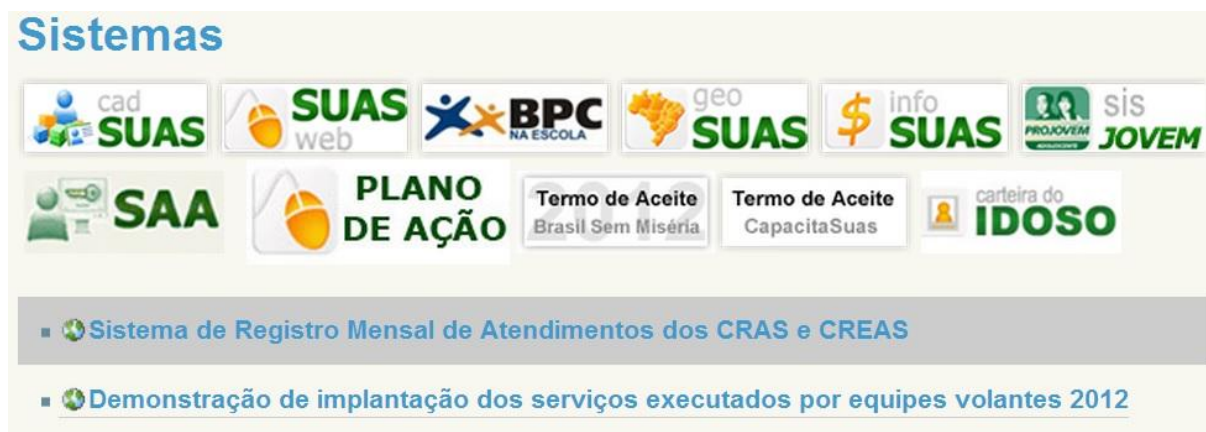 Sistemas
cad SUAS
SUAS web
BPC NA ESCOLA
geo SUAS
$ info SUAS
PROJOVEM ADOLESCENTE sis JOVEM
SAA
PLANO DE AÇÃO
2012 Termo de Aceite Brasil Sem Miséria
Termo de Aceite CapacitaSuas
carteira do IDOSO
Sistema de Registro Mensal de Atendimentos dos CRAS e CREAS
Demonstração de implantação dos serviços executados por equipes volantes 2012